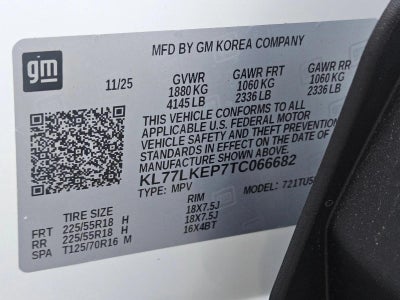 gm
MFD BY GM KOREA COMPANY
11/25 GVWR GAWR FRT GAWR RR
1880 KG 1060 KG 1060 KG
4145 LB 2336 LB 2336 LB
THIS VEHICLE CONFORMS TO ALL
APPLICABLE U.S. FEDERAL MOTOR
VEHICLE SAFETY AND THEFT PREVENTION
STANDARDS IN EFFECT ON THE DATE OF
MANUFACTURE SHOWN ABOVE.
KL77LKEP7TC066682
TYPE: MPV MODEL: 721TU5
TIRE SIZE RIM
FRT 225/55R18 H 18X7.5J
RR 225/55R18 H 18X7.5J
SPA T125/70R16 M 16X4BT